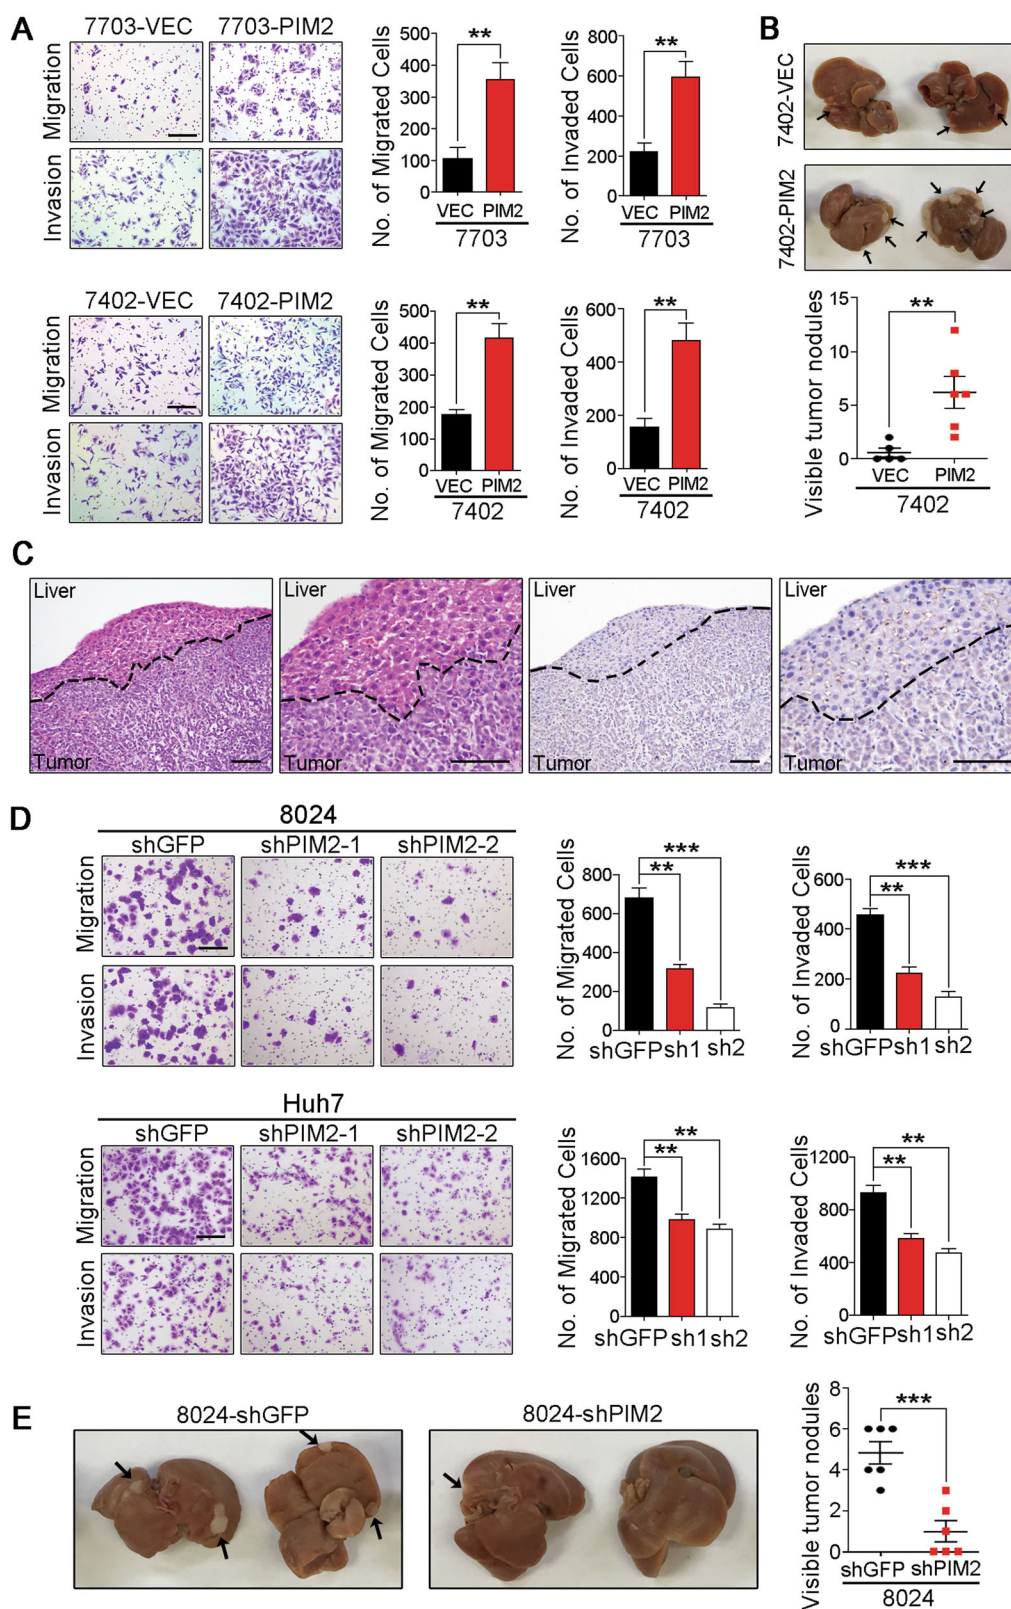 A
7703-VEC 7703-PIM2
Migration
Invasion
No. of Migrated Cells
500
400
300
200
100
0
**
VEC PIM2
7703
No. of Invaded Cells
800
600
400
200
0
**
VEC PIM2
7703
7402-VEC 7402-PIM2
Migration
Invasion
No. of Migrated Cells
500
400
300
200
100
0
**
VEC PIM2
7402
No. of Invaded Cells
600
400
200
0
**
VEC PIM2
7402
B
7402-VEC
7402-PIM2
Visible tumor nodules
15
10
5
0
**
VEC PIM2
7402
C
Liver
Tumor
Liver
Tumor
Liver
Tumor
Liver
Tumor
D
8024
shGFP shPIM2-1 shPIM2-2
Migration
Invasion
No. of Migrated Cells
800
600
400
200
0
***
**
shGFP sh1 sh2
No. of Invaded Cells
600
400
200
0
***
**
shGFP sh1 sh2
Huh7
shGFP shPIM2-1 shPIM2-2
Migration
Invasion
No. of Migrated Cells
1600
1200
800
400
0
**
**
shGFP sh1 sh2
No. of Invaded Cells
1200
800
400
0
**
**
shGFP sh1 sh2
E
8024-shGFP
8024-shPIM2
Visible tumor nodules
8
6
4
2
0
***
shGFP shPIM2
8024